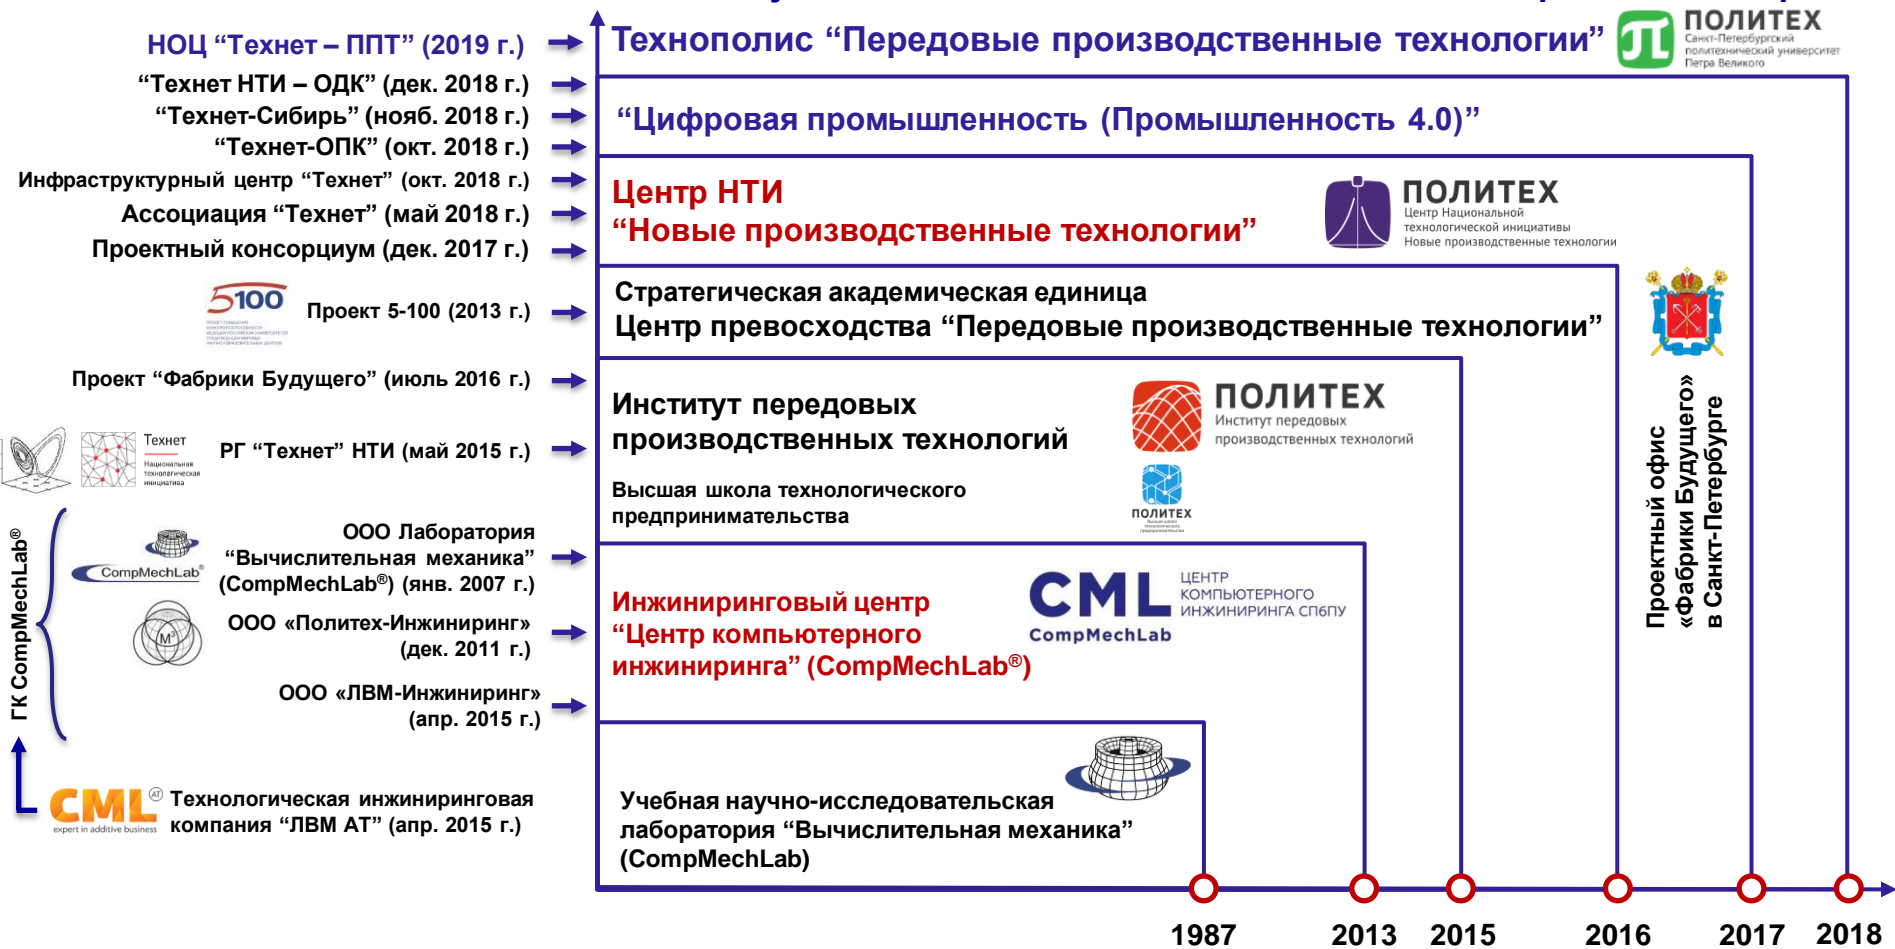 НОЦ “Технет – ППТ” (2019 г.)
“Технет НТИ – ОДК” (дек. 2018 г.)
“Технет-Сибирь” (нояб. 2018 г.)
“Технет-ОПК” (окт. 2018 г.)
Инфраструктурный центр “Технет” (окт. 2018 г.)
Ассоциация “Технет” (май 2018 г.)
Проектный консорциум (дек. 2017 г.)
5100
Проект 5-100 (2013 г.)
Проект “Фабрики Будущего” (июль 2016 г.)
Технет
Национальная
технологическая
инициатива
РГ “Технет” НТИ (май 2015 г.)
ГК CompMechLab®
CompMechLab®
ООО Лаборатория
“Вычислительная механика”
(CompMechLab®) (янв. 2007 г.)
M³
ООО «Политех-Инжиниринг»
(дек. 2011 г.)
ООО «ЛВМ-Инжиниринг»
(апр. 2015 г.)
CML AT
expert in additive business
Технологическая инжиниринговая
компания “ЛВМ АТ” (апр. 2015 г.)
Технополис “Передовые производственные технологии”
ПОЛИТЕХ
Санкт-Петербургский
политехнический университет
Петра Великого
“Цифровая промышленность (Промышленность 4.0)”
Центр НТИ
“Новые производственные технологии”
ПОЛИТЕХ
Центр Национальной
технологической инициативы
Новые производственные технологии
Стратегическая академическая единица
Центр превосходства “Передовые производственные технологии”
Институт передовых
производственных технологий
ПОЛИТЕХ
Институт передовых
производственных технологий
Высшая школа технологического
предпринимательства
ПОЛИТЕХ
Инжиниринговый центр
“Центр компьютерного
инжиниринга” (CompMechLab®)
CML
CompMechLab
ЦЕНТР
КОМПЬЮТЕРНОГО
ИНЖИНИРИНГА СПбПУ
Учебная научно-исследовательская
лаборатория “Вычислительная механика”
(CompMechLab)
Проектный офис
«Фабрики Будущего»
в Санкт-Петербурге
1987
2013
2015
2016
2017
2018